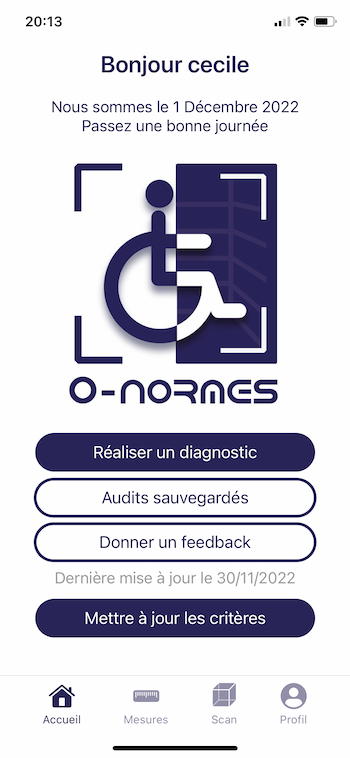 20:13
Bonjour cecile
Nous sommes le 1 Décembre 2022
Passez une bonne journée
O-NORMES
Réaliser un diagnostic
Audits sauvegardés
Donner un feedback
Dernière mise à jour le 30/11/2022
Mettre à jour les critères
Accueil
Mesures
Scan
Profil